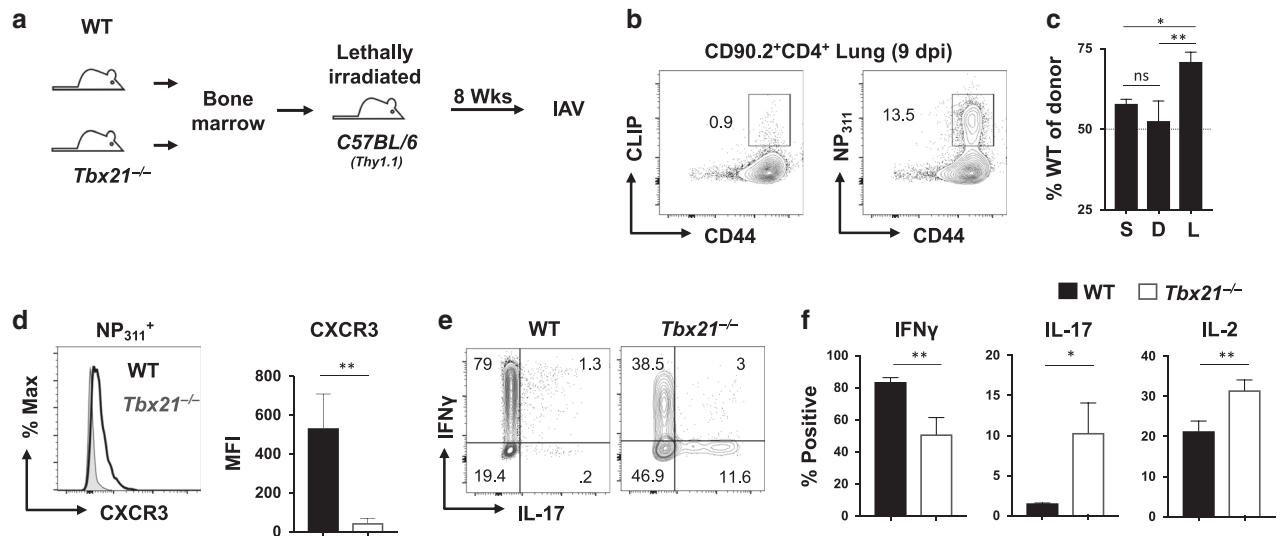 a
WT
Tbx21–/–
Bone
marrow
Lethally
irradiated
C57BL/6
(Thy1.1)
8 Wks
IAV
b
CD90.2+CD4+ Lung (9 dpi)
0.9
CLIP
CD44
13.5
NP311
CD44
c
*
**
ns
75
50
25
% WT of donor
S D L
d
NP311+
WT
Tbx21–/–
% Max
CXCR3
CXCR3
**
800
600
400
200
0
MFI
e
WT
79
1.3
19.4
.2
Tbx21–/–
38.5
3
46.9
11.6
IFNγ
IL-17
WT Tbx21–/–
f
IFNγ
**
100
80
60
40
20
0
% Positive
IL-17
*
20
15
10
5
0
IL-2
**
40
30
20
10
0